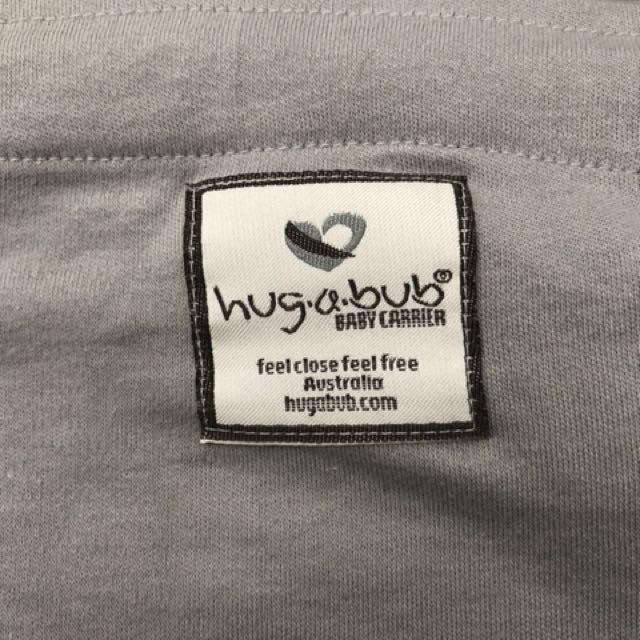 hug·a·bub®
BABY CARRIER
feel close feel free
Australia
hugabub.com